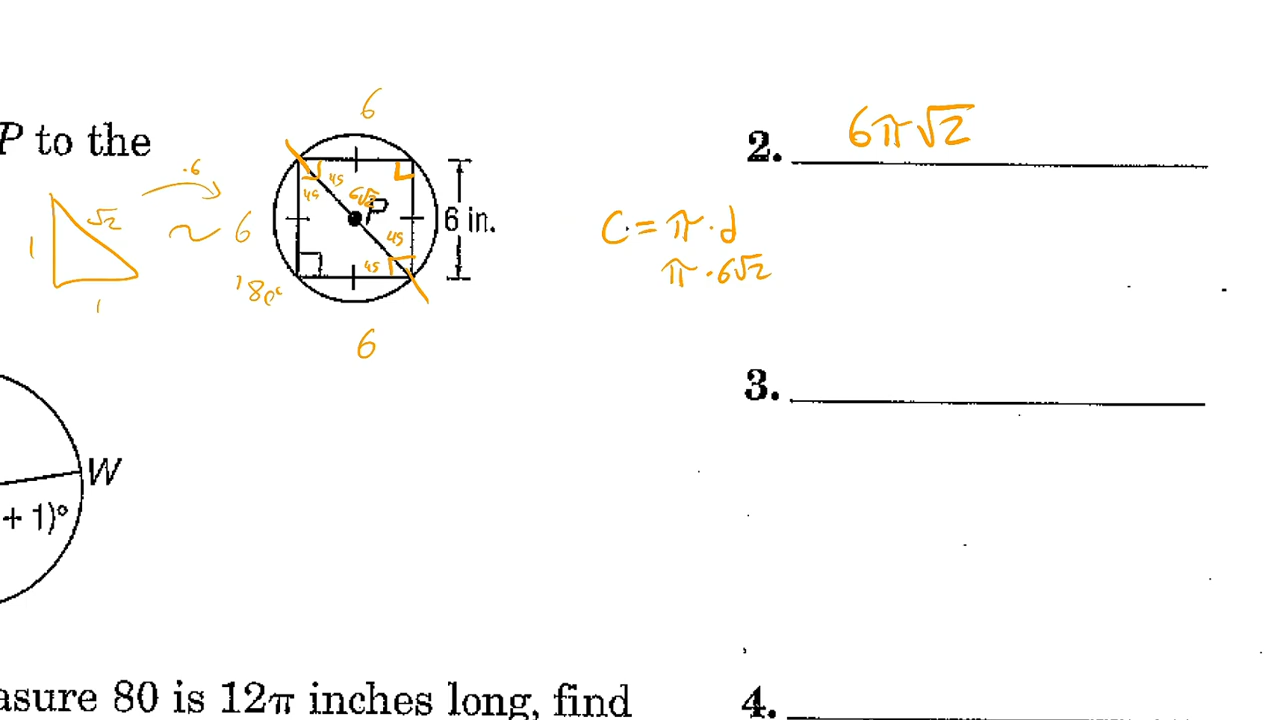 6
P to the
2. 6π√2
.6
45
45
6√2
1
√2
~
6
P
6 in.
C = π · d
45
π · 6√2
180°
45
1
6
3.
W
+ 1)°
asure 80 is 12π inches long, find
4.